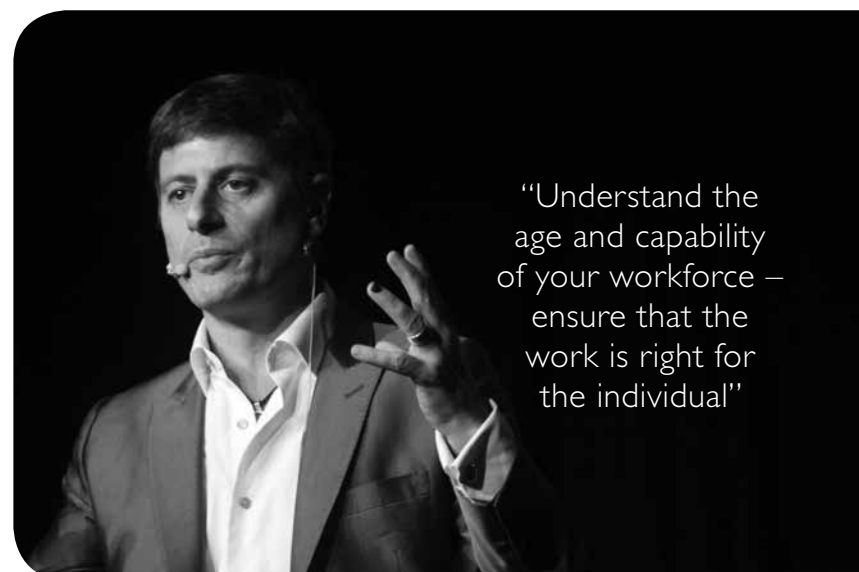 “Understand the
age and capability
of your workforce –
ensure that the
work is right for
the individual”